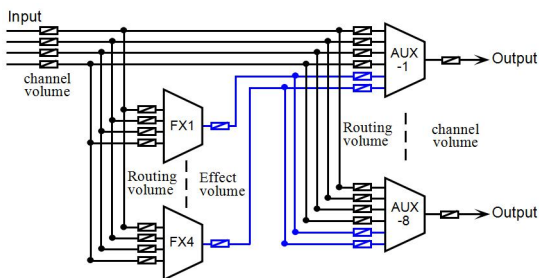 Input
channel
volume
FX1
Routing
volume
Effect
volume
FX4
AUX
-1
Output
Routing
volume
channel
volume
AUX
-8
Output